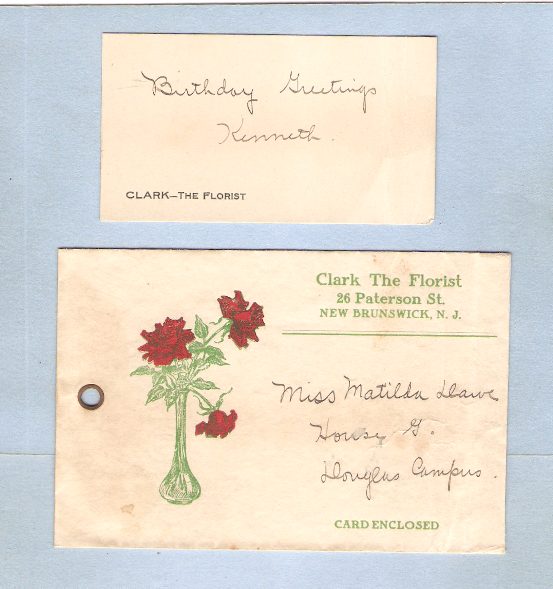 Birthday Greetings
Kenneth.
CLARK—THE FLORIST
Clark The Florist
26 Paterson St.
NEW BRUNSWICK, N. J.
Miss Matilda Dawe
House G.
Douglas Campus.
CARD ENCLOSED